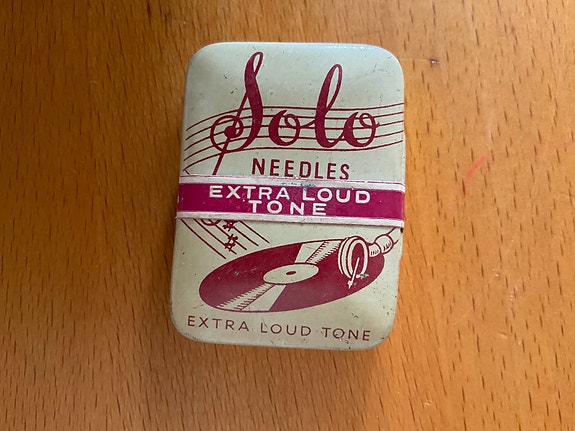 Solo
NEEDLES
EXTRA LOUD
TONE
EXTRA LOUD TONE